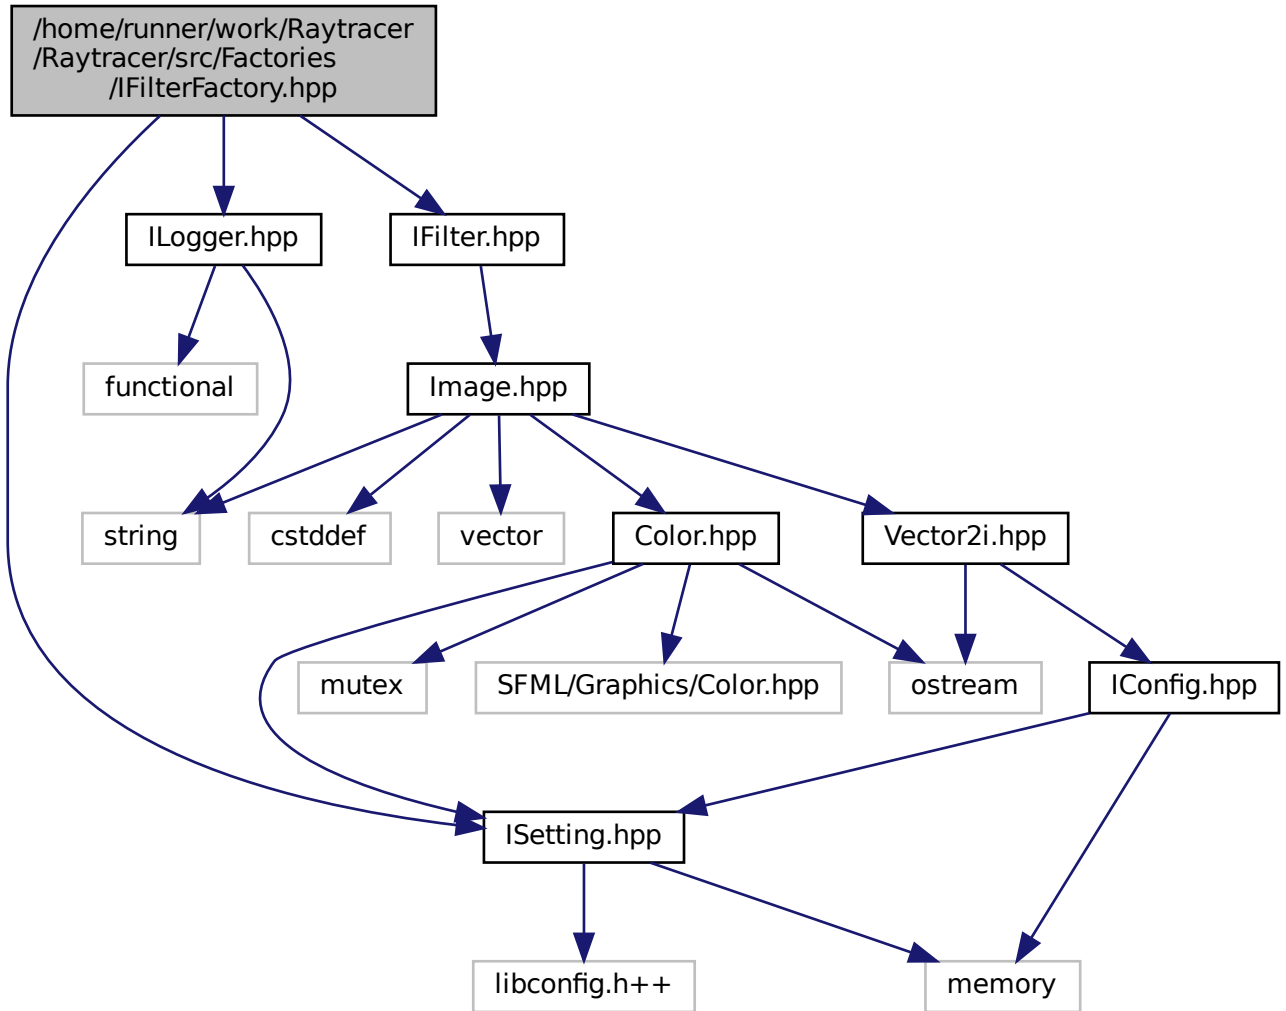 /home/runner/work/Raytracer
/Raytracer/src/Factories
/IFilterFactory.hpp
ILogger.hpp
IFilter.hpp
functional
Image.hpp
string
cstddef
vector
Color.hpp
Vector2i.hpp
mutex
SFML/Graphics/Color.hpp
ostream
IConfig.hpp
ISetting.hpp
libconfig.h++
memory